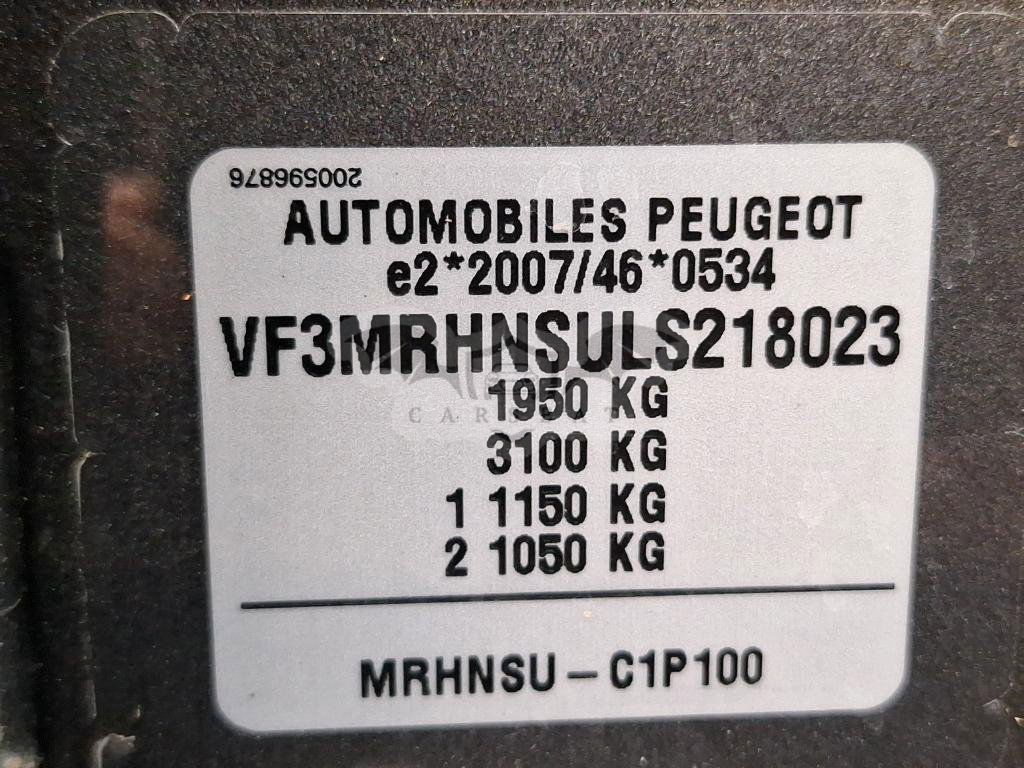 200596876
AUTOMOBILES PEUGEOT
e2*2007/46*0534
VF3MRHNSULS218023
1950 KG
3100 KG
1 1150 KG
2 1050 KG
MRHNSU – C1P100